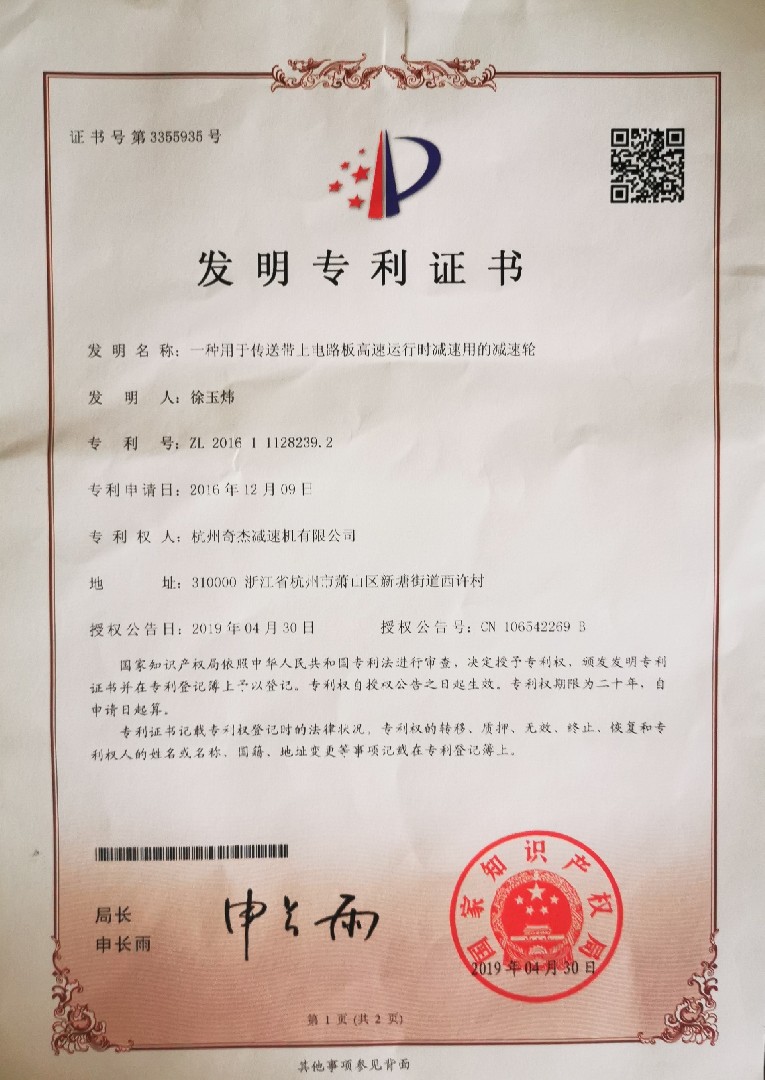 证书号第3355935号
发明专利证书
发明名称：一种用于传送带上电路板高速运行时减速用的减速轮
发明人：徐玉炜
专利号：ZL 2016 1 1128239.2
专利申请日：2016年12月09日
专利权人：杭州奇杰减速机有限公司
地址：310000 浙江省杭州市萧山区新塘街道西许村
授权公告日：2019年04月30日 授权公告号：CN 106542269 B
国家知识产权局依照中华人民共和国专利法进行审查，决定授予专利权，颁发发明专利
证书并在专利登记簿上予以登记。专利权自授权公告之日起生效。专利权期限为二十年，自
申请日起算。
专利证书记载专利权登记时的法律状况。专利权的转移、质押、无效、终止、恢复和专
利权人的姓名或名称、国籍、地址变更等事项记载在专利登记簿上。
局长
申长雨
申长雨
国家知识产权局
2019年04月30日
第1页(共2页)
其他事项参见背面